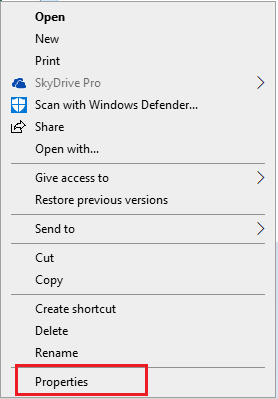 Open
New
Print
SkyDrive Pro
Scan with Windows Defender...
Share
Open with...
Give access to
Restore previous versions
Send to
Cut
Copy
Create shortcut
Delete
Rename
Properties